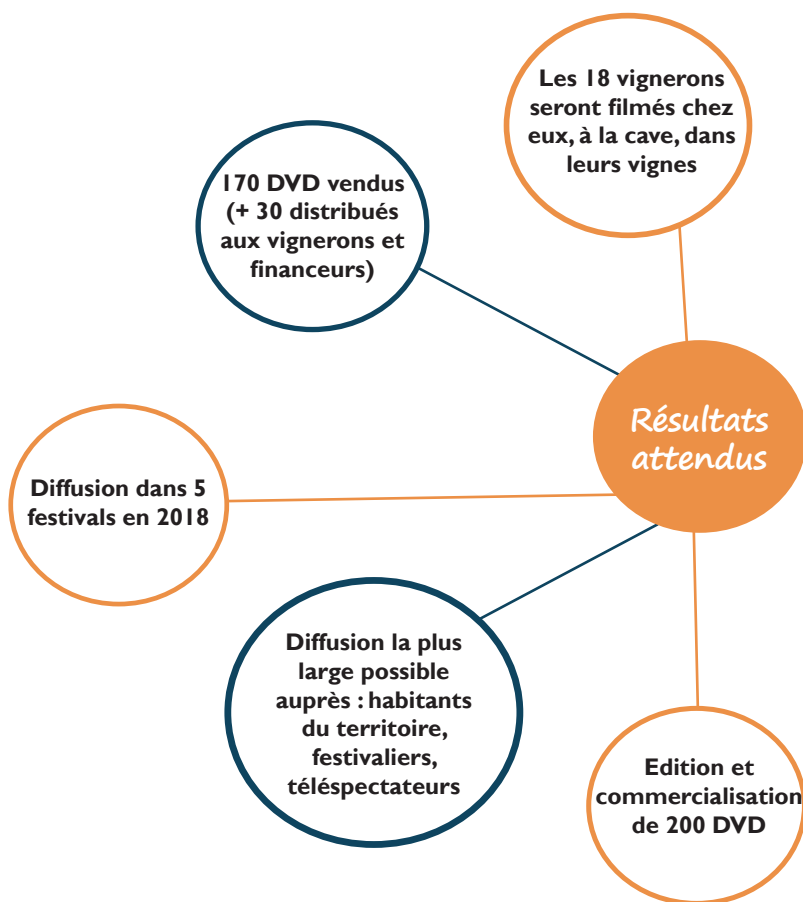 Les 18 vignerons
seront filmés chez
eux, à la cave, dans
leurs vignes
170 DVD vendus
(+ 30 distribués
aux vignerons et
financeurs)
Résultats
attendus
Diffusion dans 5
festivals en 2018
Diffusion la plus
large possible
auprès : habitants
du territoire,
festivaliers,
téléspectateurs
Edition et
commercialisation
de 200 DVD